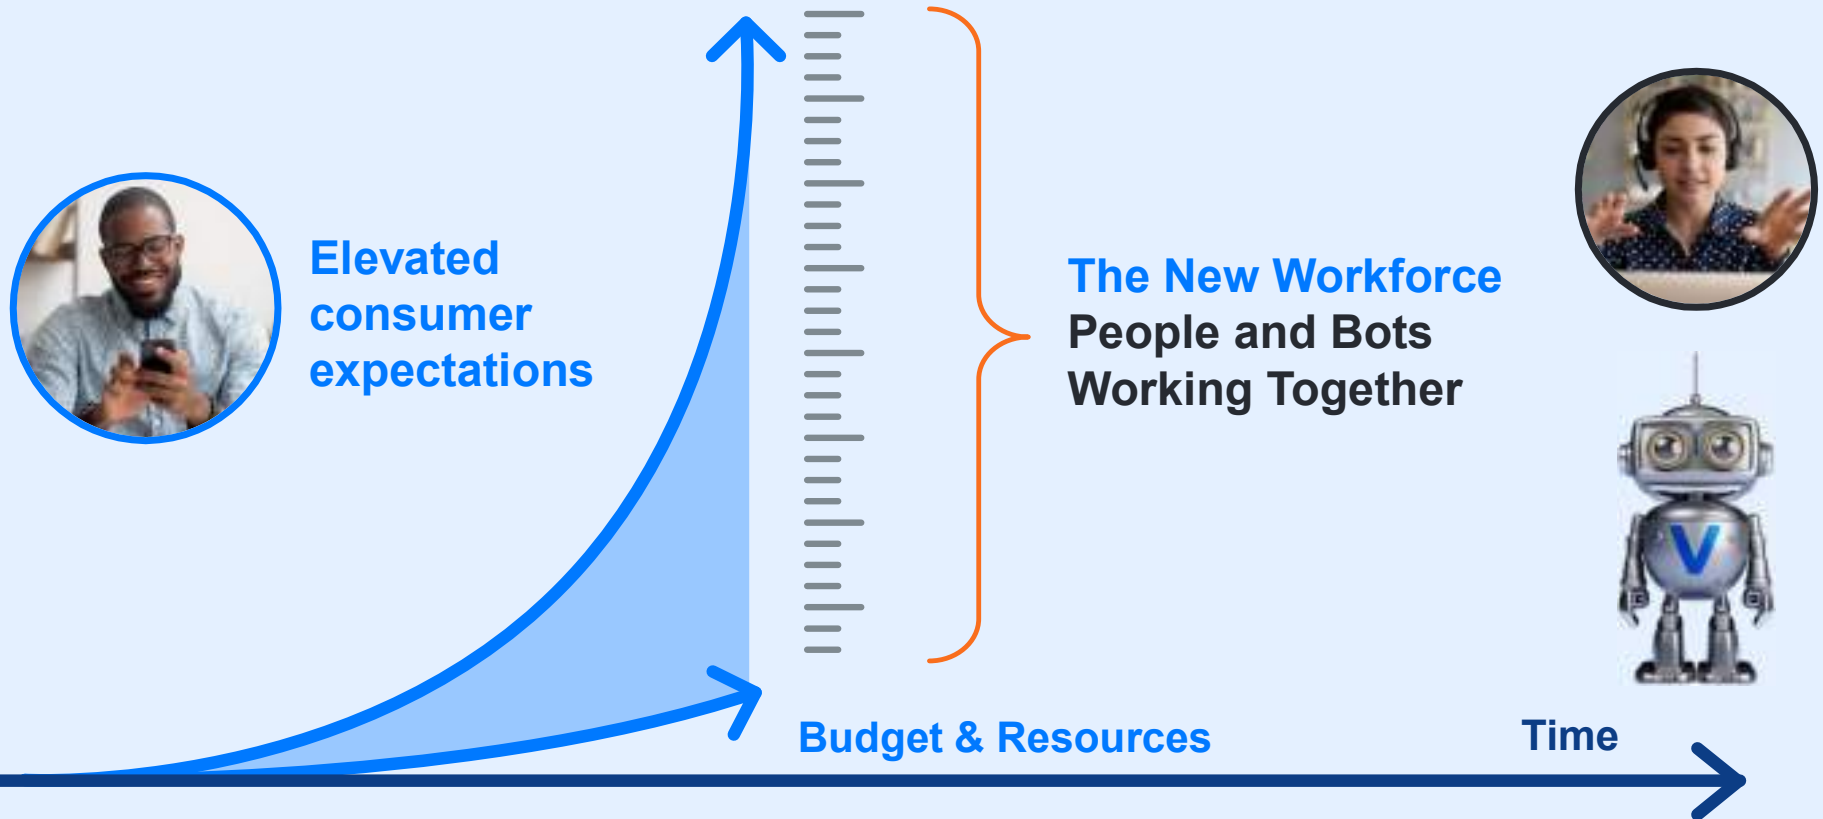 Elevated
consumer
expectations
The New Workforce
People and Bots
Working Together
V
Budget & Resources
Time